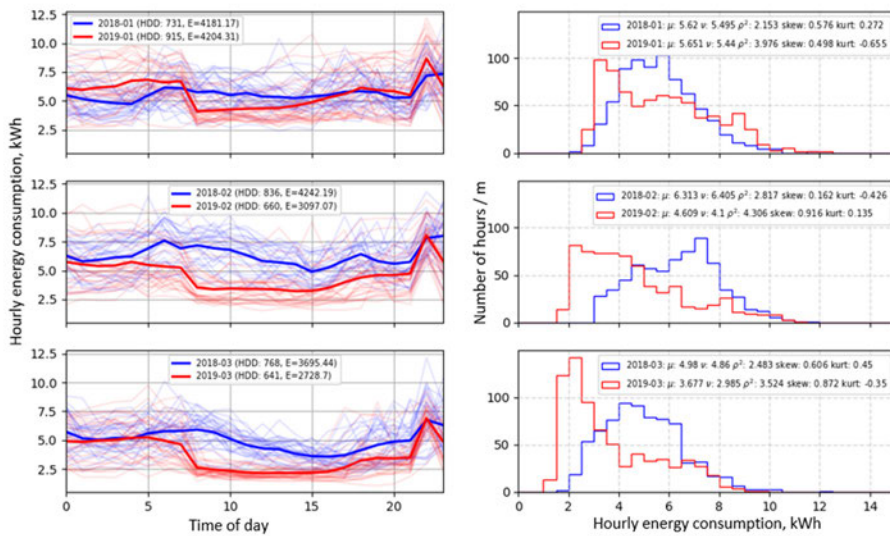 12.5
10.0
7.5
5.0
2.5
2018-01 (HDD: 731, E=4181.17)
2019-01 (HDD: 915, E=4204.31)
100
50
0
2018-01: μ: 5.62 ν: 5.495 ρ²: 2.153 skew: 0.576 kurt: 0.272
2019-01: μ: 5.651 ν: 5.44 ρ²: 3.976 skew: 0.498 kurt: -0.655
Hourly energy consumption, kWh
12.5
10.0
7.5
5.0
2.5
2018-02 (HDD: 836, E=4242.19)
2019-02 (HDD: 660, E=3097.07)
Number of hours / m
100
50
0
2018-02: μ: 6.313 ν: 6.405 ρ²: 2.817 skew: 0.162 kurt: -0.426
2019-02: μ: 4.609 ν: 4.1 ρ²: 4.306 skew: 0.916 kurt: 0.135
12.5
10.0
7.5
5.0
2.5
2018-03 (HDD: 768, E=3695.44)
2019-03 (HDD: 641, E=2728.7)
0 5 10 15 20
Time of day
100
50
0
2018-03: μ: 4.98 ν: 4.86 ρ²: 2.483 skew: 0.606 kurt: 0.45
2019-03: μ: 3.677 ν: 2.985 ρ²: 3.524 skew: 0.872 kurt: -0.35
0 2 4 6 8 10 12 14
Hourly energy consumption, kWh